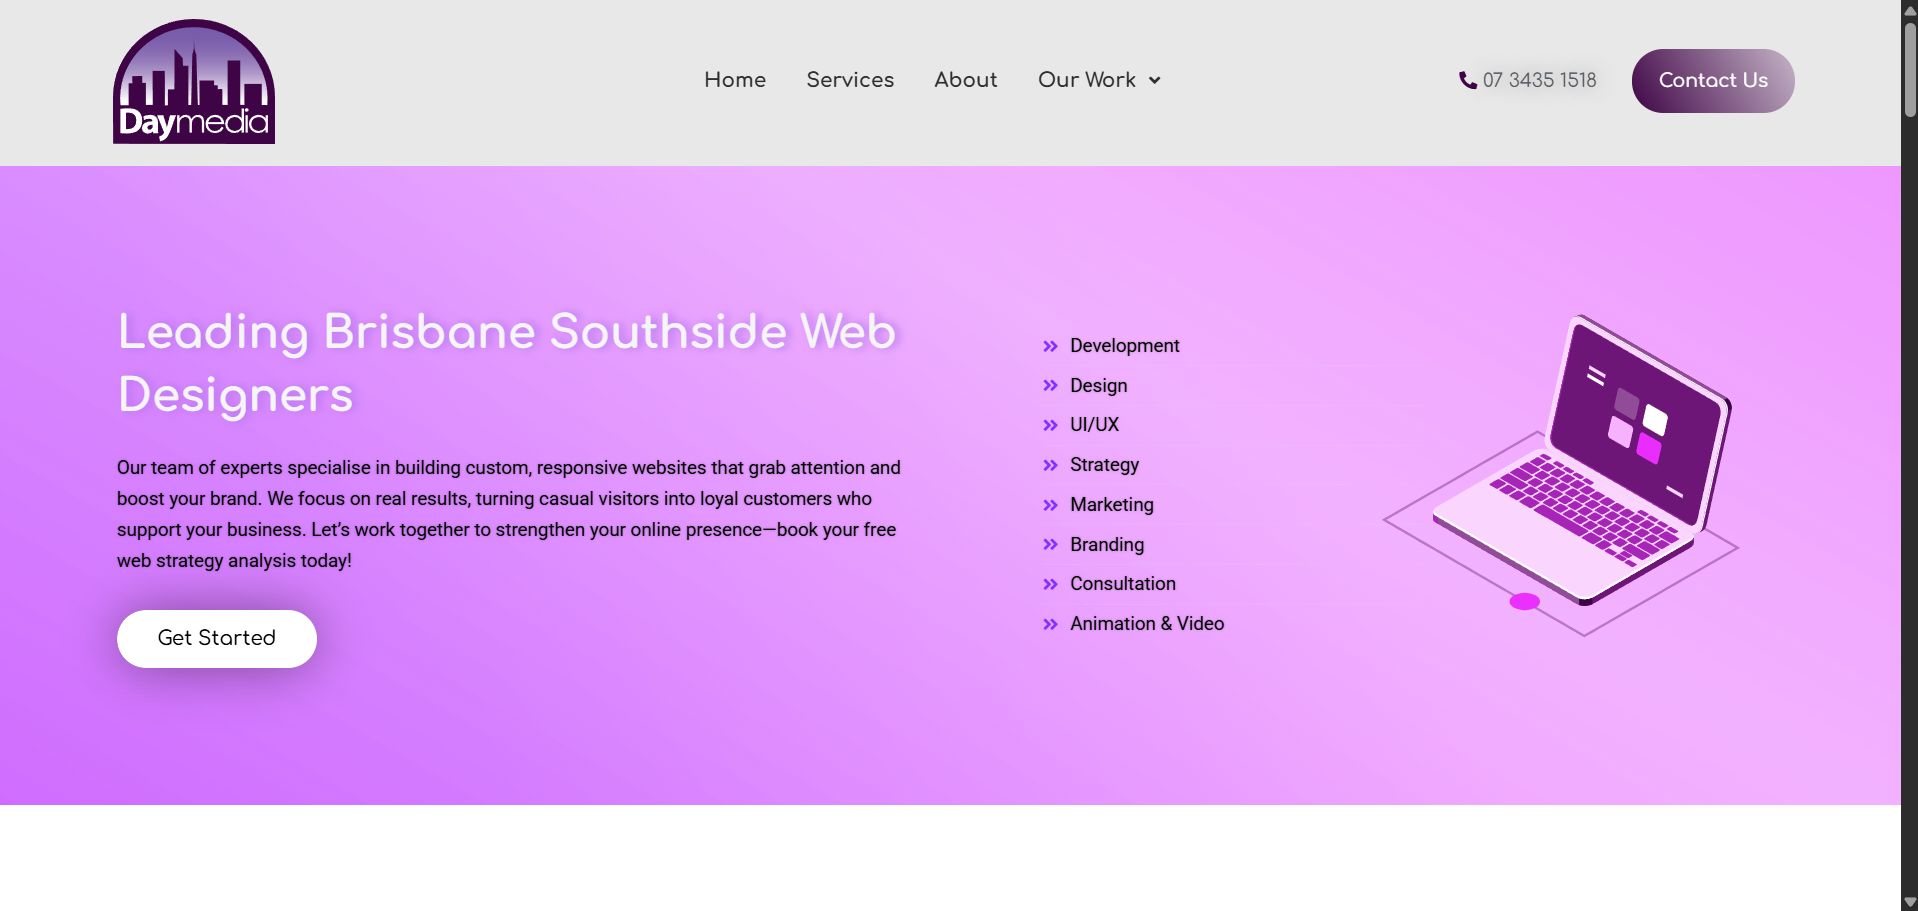 Daymedia
Home
Services
About
Our Work
07 3435 1518
Contact Us
Leading Brisbane Southside Web
Designers
Our team of experts specialise in building custom, responsive websites that grab attention and
boost your brand. We focus on real results, turning casual visitors into loyal customers who
support your business. Let’s work together to strengthen your online presence—book your free
web strategy analysis today!
Get Started
Development
Design
UI/UX
Strategy
Marketing
Branding
Consultation
Animation & Video